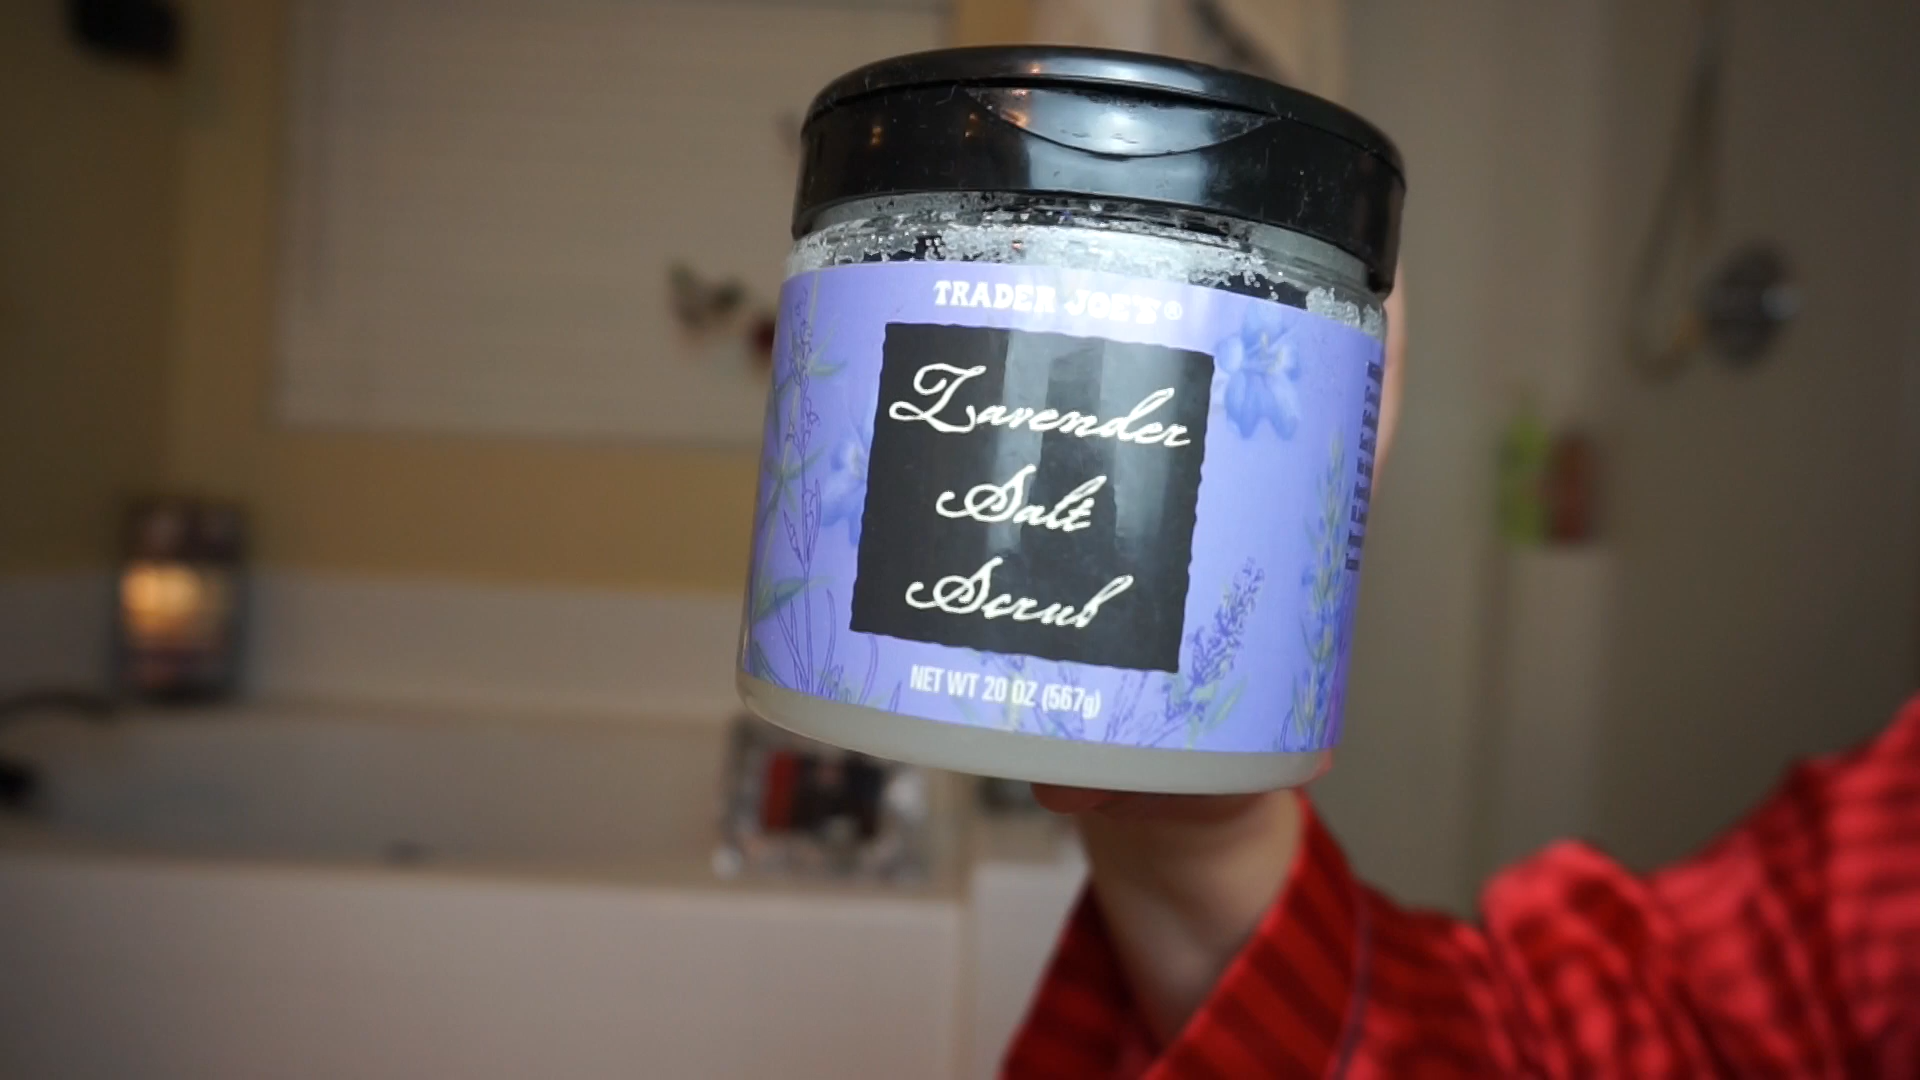 TRADER JOE'S®
Lavender
Salt
Scrub
NET WT 20 OZ (567g)